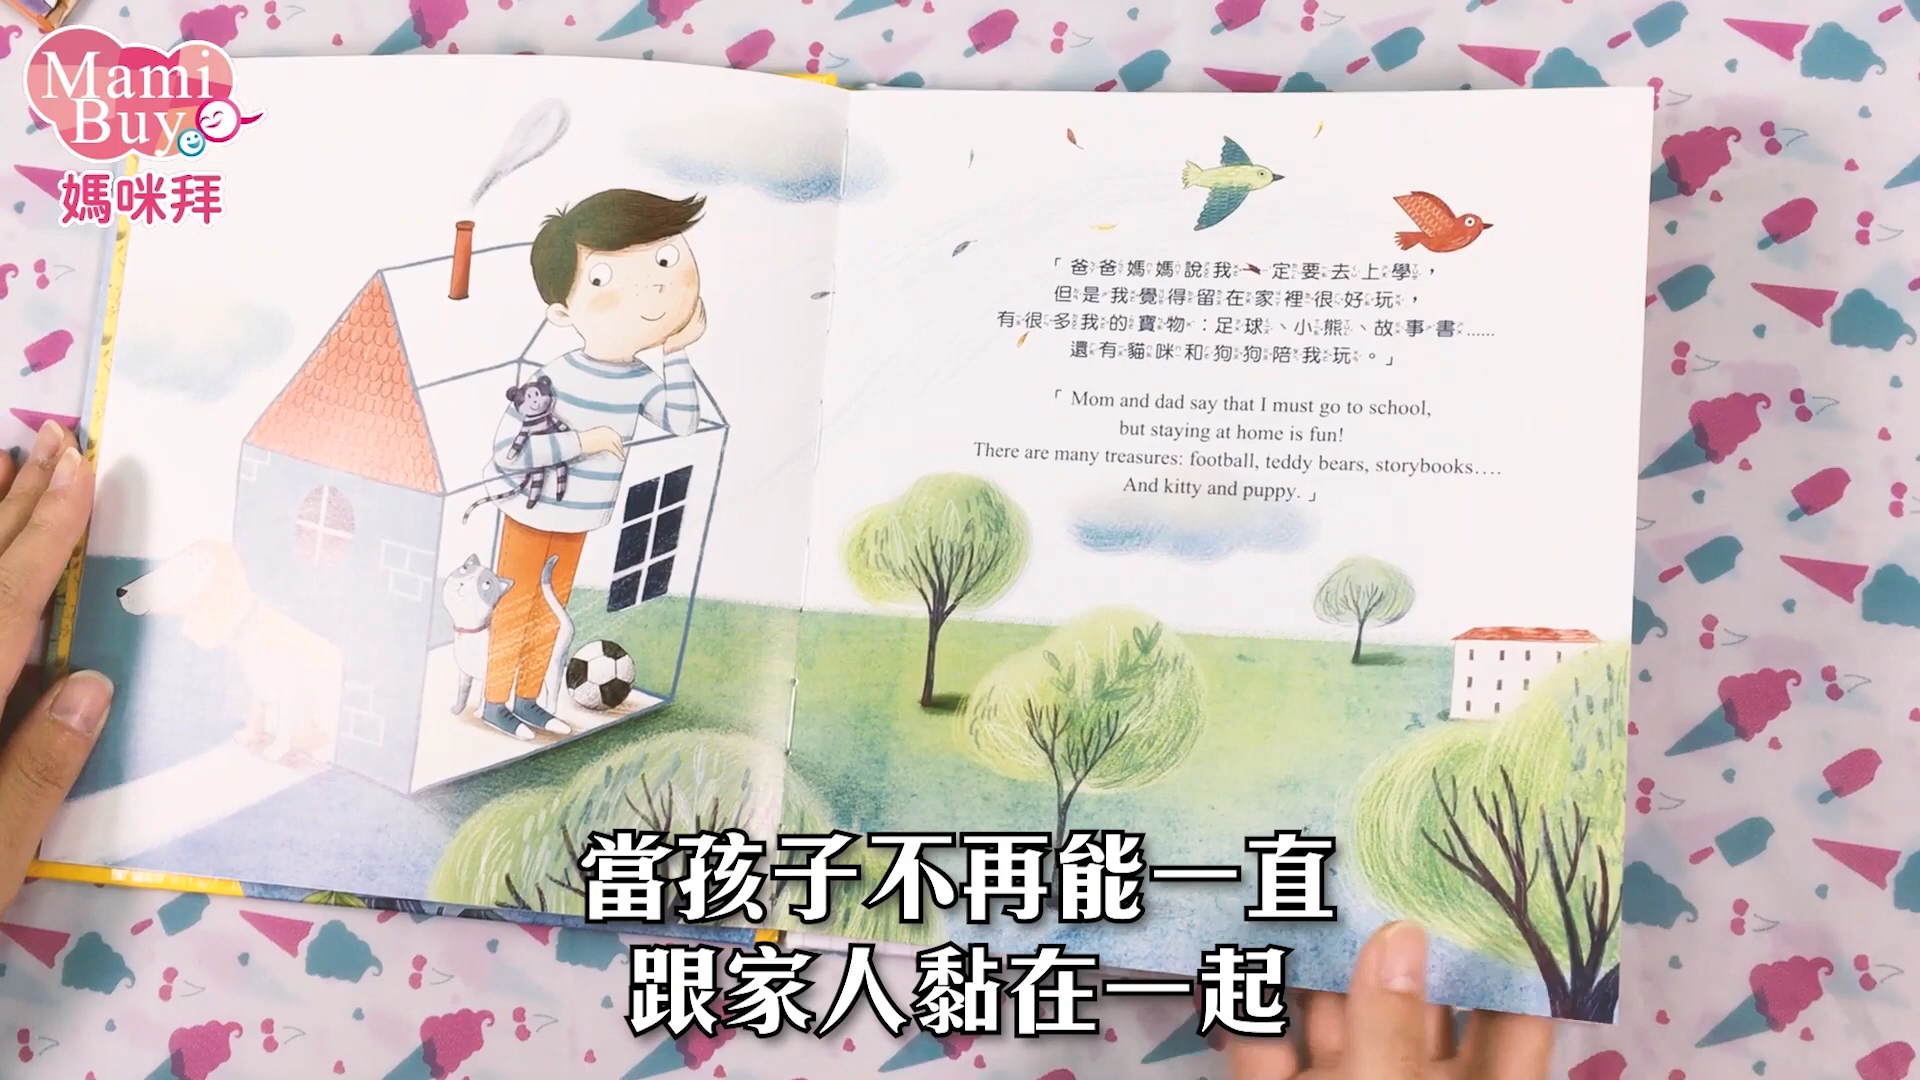 Mami
Buy
媽咪拜
「爸爸媽媽說我一定要去上學，
但是我覺得留在家裡很好玩，
有很多我的寶物：足球、小熊、故事書……
還有貓咪和狗狗陪我玩。」
「Mom and dad say that I must go to school,
but staying at home is fun!
There are many treasures: football, teddy bears, storybooks….
And kitty and puppy.」
當孩子不再能一直
跟家人黏在一起